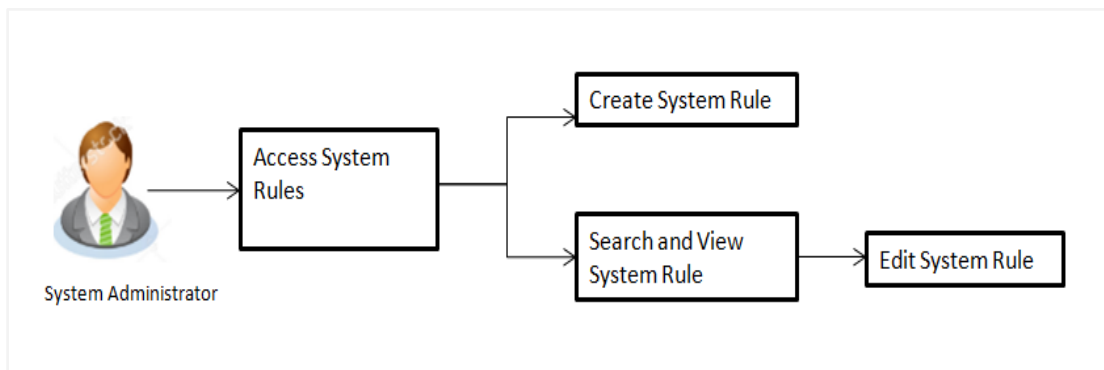 Create System Rule
Access System
Rules
Search and View
System Rule
Edit System Rule
System Administrator